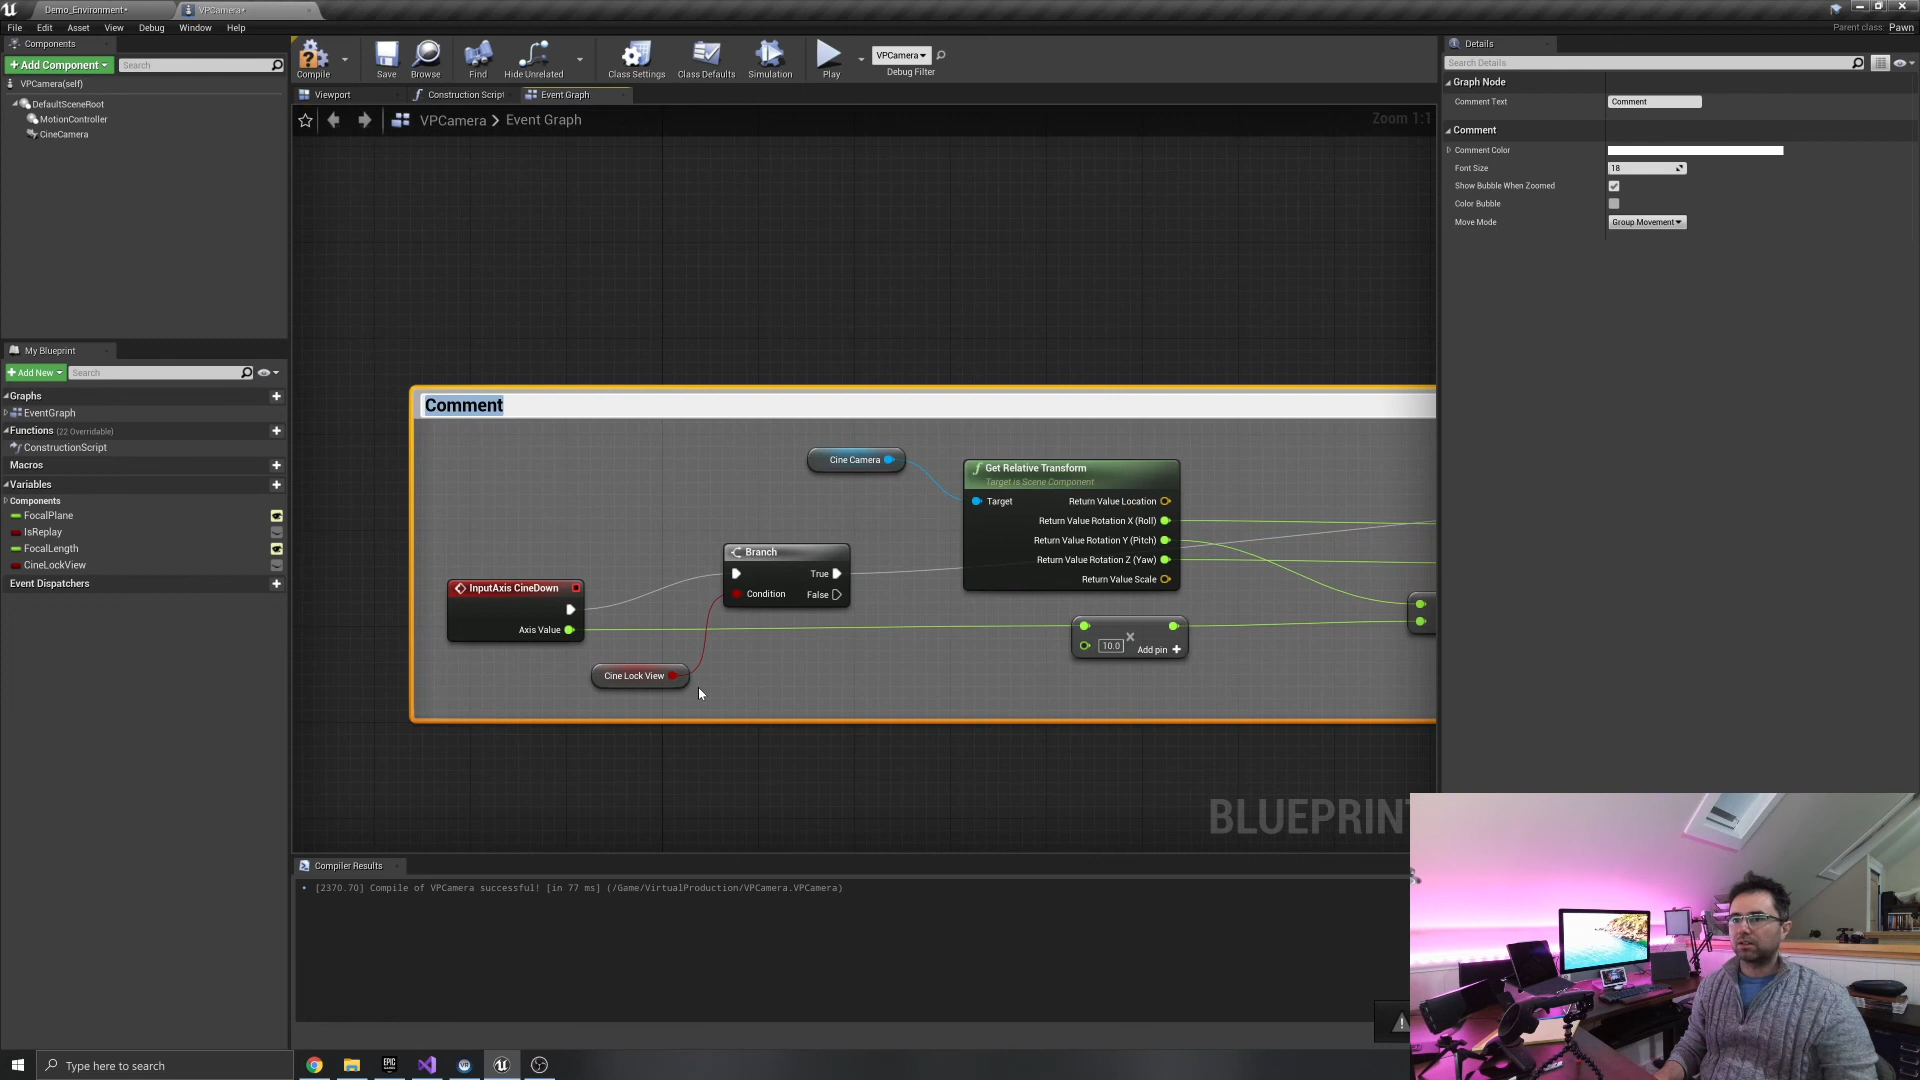 Demo_Environment*
VPCamera*
File Edit Asset View Debug Window Help
Parent class: Pawn
Components
+ Add Component
Search
VPCamera(self)
DefaultSceneRoot
MotionController
CineCamera
My Blueprint
+ Add New
Search
Graphs
EventGraph
Functions (22 Overridable)
ConstructionScript
Macros
Variables
Components
FocalPlane
IsReplay
FocalLength
CineLockView
Event Dispatchers
Compile
Save
Browse
Find
Hide Unrelated
Class Settings
Class Defaults
Simulation
Play
VPCamera
Debug Filter
Viewport
Construction Script
Event Graph
VPCamera > Event Graph
Zoom 1:1
Comment
Cine Camera
Get Relative Transform
Target is Scene Component
Target
Return Value Location
Return Value Rotation X (Roll)
Return Value Rotation Y (Pitch)
Return Value Rotation Z (Yaw)
Return Value Scale
Branch
True
Condition
False
InputAxis CineDown
Axis Value
Cine Lock View
10.0
Add pin +
BLUEPRINT
Compiler Results
[2370.70] Compile of VPCamera successful! [in 77 ms] (/Game/VirtualProduction/VPCamera.VPCamera)
Details
Search Details
Graph Node
Comment Text
Comment
Comment
Comment Color
Font Size
18
Show Bubble When Zoomed
Color Bubble
Move Mode
Group Movement
Type here to search
EPIC
GAMES